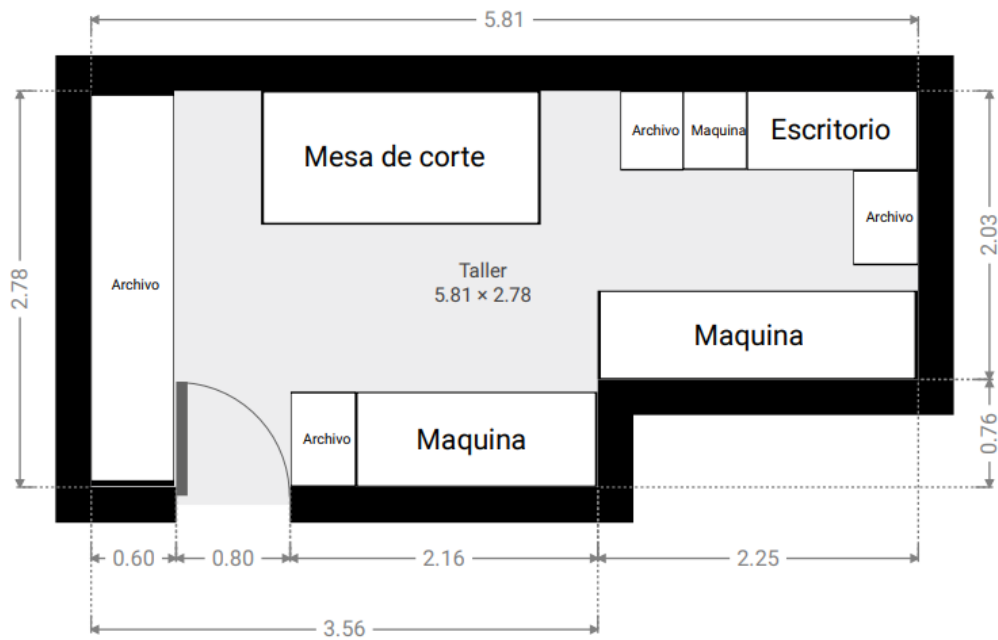 5.81
Archivo
Maquina
Escritorio
Mesa de corte
Archivo
2.03
Taller
5.81 × 2.78
2.78
Archivo
Maquina
Archivo
Maquina
0.76
0.60
0.80
2.16
2.25
3.56